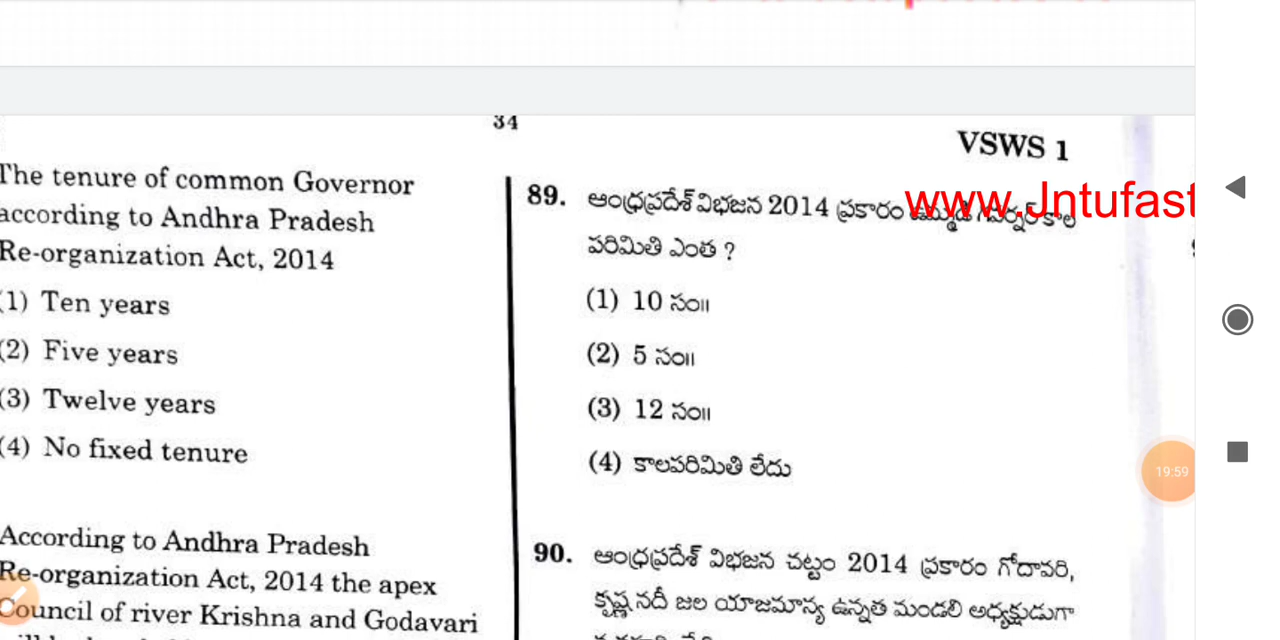 34
VSWS 1
The tenure of common Governor
according to Andhra Pradesh
Re-organization Act, 2014
(1) Ten years
(2) Five years
(3) Twelve years
(4) No fixed tenure
According to Andhra Pradesh
Re-organization Act, 2014 the apex
Council of river Krishna and Godavari
89. ఆంధ్రప్రదేశ్ విభజన 2014 ప్రకారం ఉమ్మడి గవర్నర్ కాల
www.Jntufast
పరిమితి ఎంత ?
(1) 10 సం॥
(2) 5 సం॥
(3) 12 సం॥
(4) కాలపరిమితి లేదు
90. ఆంధ్రప్రదేశ్ విభజన చట్టం 2014 ప్రకారం గోదావరి,
కృష్ణ నదీ జల యాజమాన్య ఉన్నత మండలి అధ్యక్షుడుగా
19:59